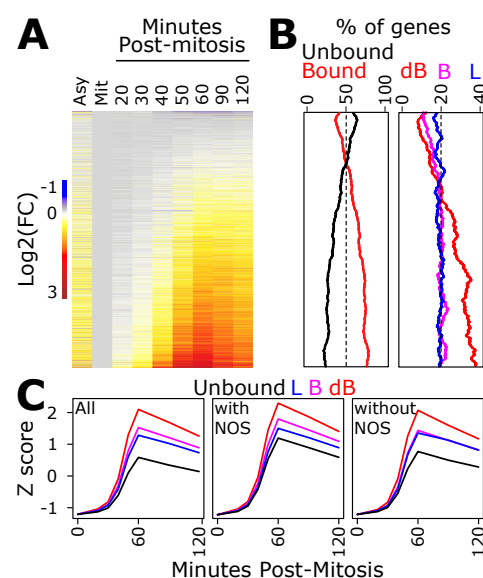 A
Minutes
Post-mitosis
Asy
Mit
20
30
40
50
60
90
120
Log2(FC)
-1
0
3
B
% of genes
Unbound
Bound
dB B L
0 50 100
0 20 40
C
Unbound L B dB
All
with
NOS
without
NOS
Z score
2
1
0
-1
0 60 120
0 60 120
0 60 120
Minutes Post-Mitosis